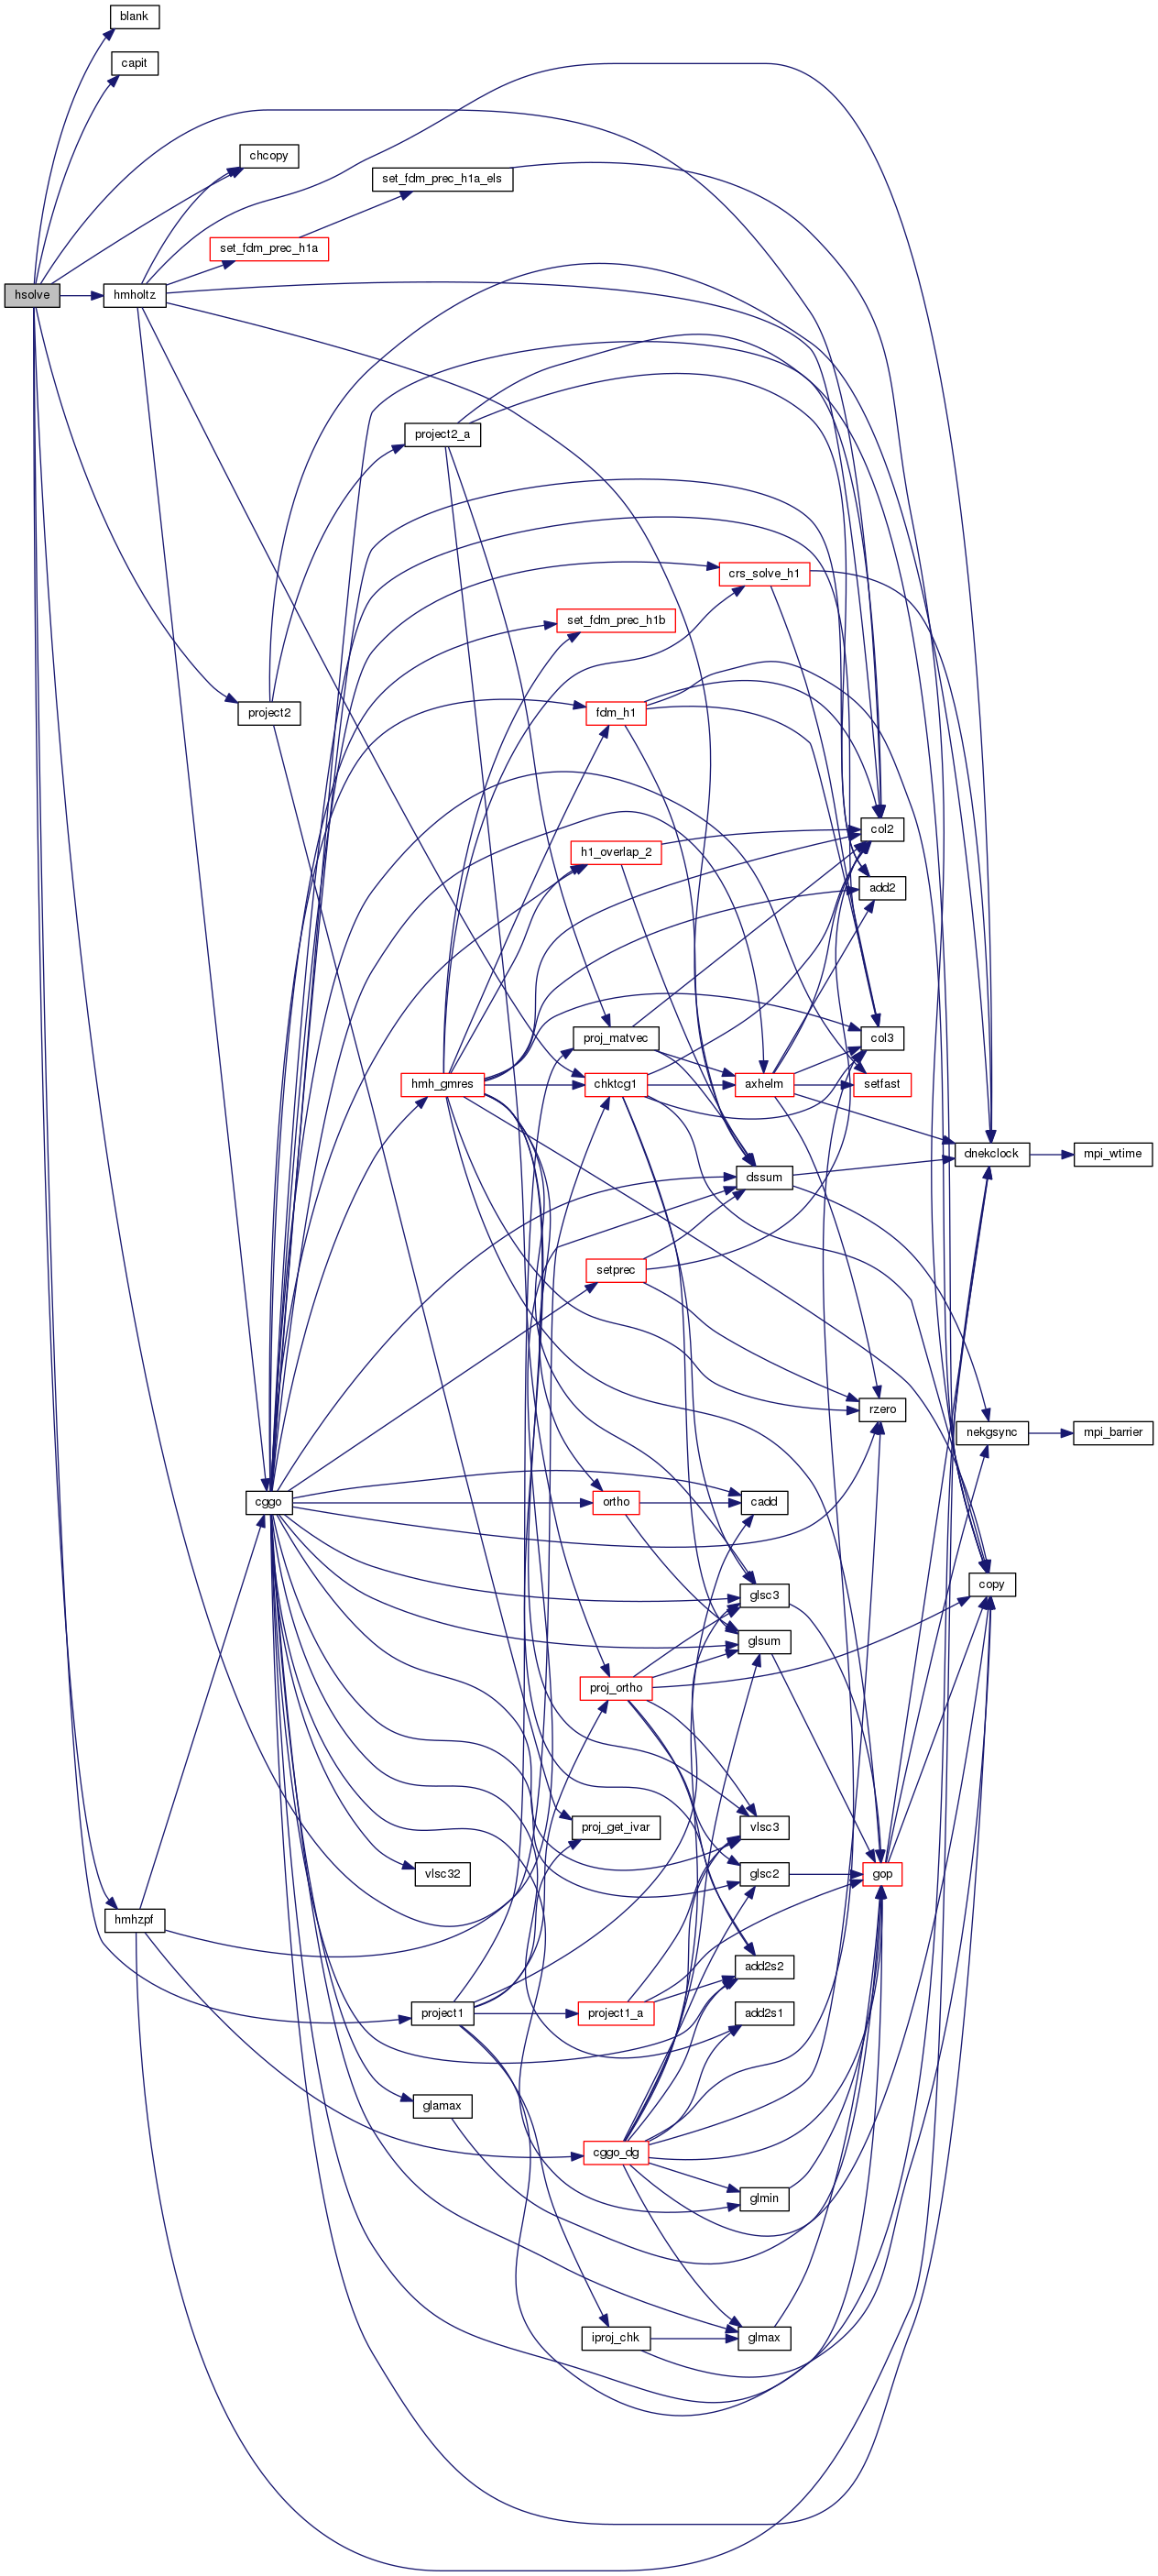 blank
capit
chcopy
set_fdm_prec_h1a_els
set_fdm_prec_h1a
hsolve
hmholtz
project2_a
crs_solve_h1
set_fdm_prec_h1b
project2
fdm_h1
col2
h1_overlap_2
add2
proj_matvec
col3
hmh_gmres
chktcg1
axhelm
setfast
dnekclock
mpi_wtime
dssum
setprec
rzero
nekgsync
mpi_barrier
cggo
ortho
cadd
copy
glsc3
glsum
proj_ortho
proj_get_ivar
vlsc3
vlsc32
glsc2
gop
hmhzpf
add2s2
project1
project1_a
add2s1
glamax
cggo_dg
glmin
iproj_chk
glmax